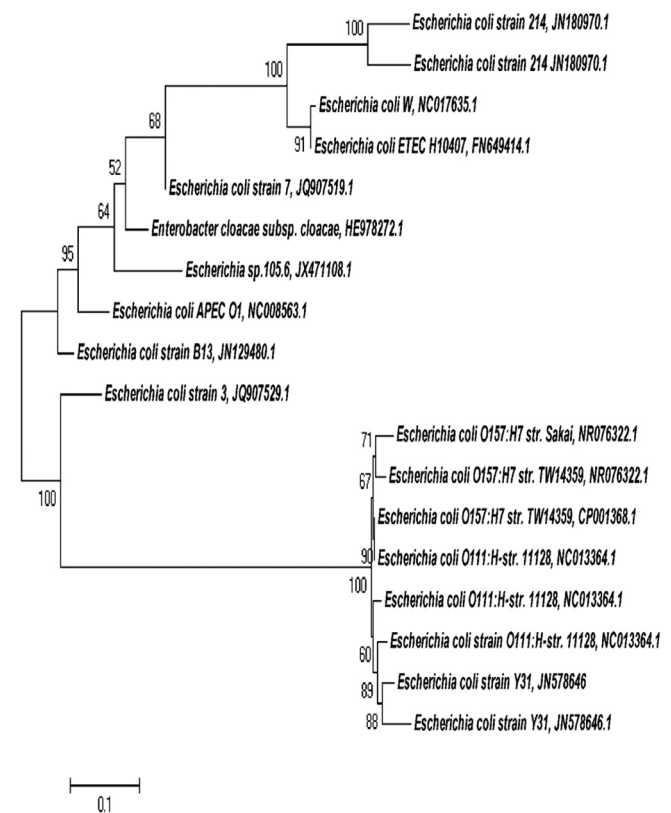 100
Escherichia coli strain 214, JN180970.1
100
Escherichia coli strain 214 JN180970.1
Escherichia coli W, NC017635.1
68
91
Escherichia coli ETEC H10407, FN649414.1
52
Escherichia coli strain 7, JQ907519.1
64
Enterobacter cloacae subsp. cloacae, HE978272.1
95
Escherichia sp.105.6, JX471108.1
Escherichia coli APEC O1, NC008563.1
Escherichia coli strain B13, JN129480.1
Escherichia coli strain 3, JQ907529.1
71
Escherichia coli O157:H7 str. Sakai, NR076322.1
67
Escherichia coli O157:H7 str. TW14359, NR076322.1
100
Escherichia coli O157:H7 str. TW14359, CP001368.1
90
Escherichia coli O111:H-str. 11128, NC013364.1
100
Escherichia coli O111:H-str. 11128, NC013364.1
Escherichia coli strain O111:H-str. 11128, NC013364.1
60
89
Escherichia coli strain Y31, JN578646
88
Escherichia coli strain Y31, JN578646.1
0.1